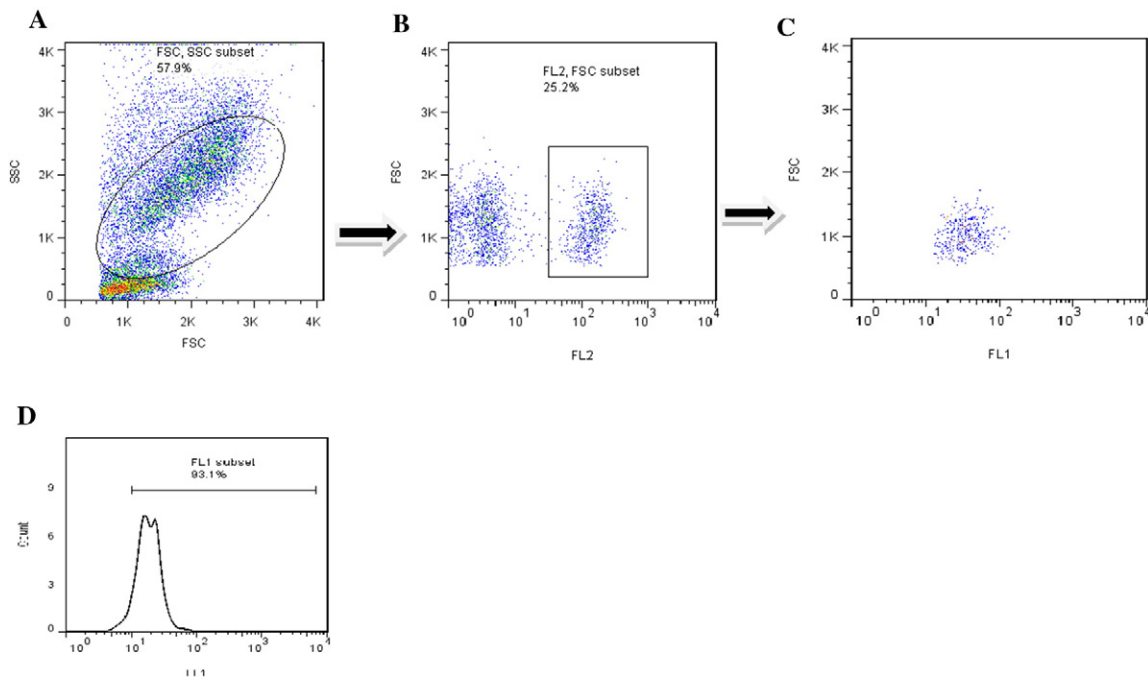 A
FSC, SSC subset
57.9%
4K
3K
2K
1K
0
SSC
0 1K 2K 3K 4K
FSC
B
FL2, FSC subset
25.2%
4K
3K
2K
1K
0
FSC
10^0 10^1 10^2 10^3 10^4
FL2
C
4K
3K
2K
1K
0
FSC
10^0 10^1 10^2 10^3 10^4
FL1
D
FL1 subset
93.1%
9
6
3
0
Count
10^0 10^1 10^2 10^3 10^4
FL1